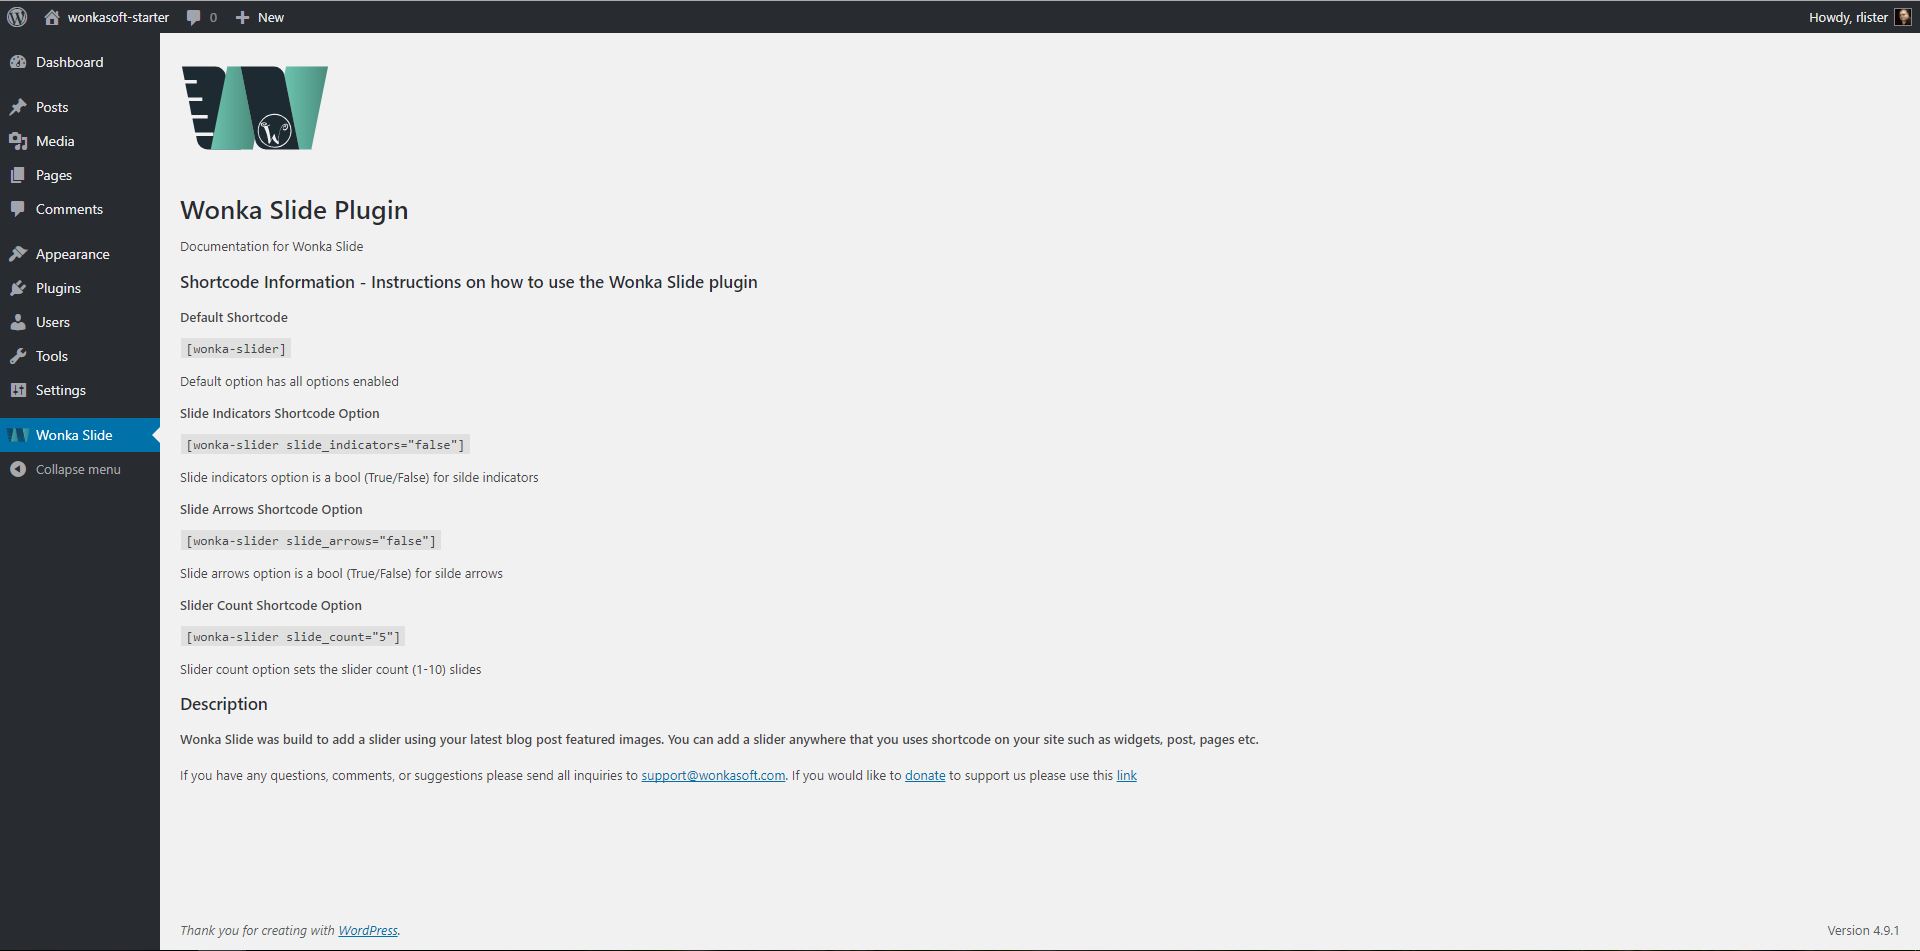 wonkasoft-starter 0 New Howdy, rlister
Dashboard
Posts
Media
Pages
Comments
Appearance
Plugins
Users
Tools
Settings
Wonka Slide
Collapse menu
W
Wonka Slide Plugin
Documentation for Wonka Slide
Shortcode Information - Instructions on how to use the Wonka Slide plugin
Default Shortcode
[wonka-slider]
Default option has all options enabled
Slide Indicators Shortcode Option
[wonka-slider slide_indicators="false"]
Slide indicators option is a bool (True/False) for silde indicators
Slide Arrows Shortcode Option
[wonka-slider slide_arrows="false"]
Slide arrows option is a bool (True/False) for silde arrows
Slider Count Shortcode Option
[wonka-slider slide_count="5"]
Slider count option sets the slider count (1-10) slides
Description
Wonka Slide was build to add a slider using your latest blog post featured images. You can add a slider anywhere that you uses shortcode on your site such as widgets, post, pages etc.
If you have any questions, comments, or suggestions please send all inquiries to support@wonkasoft.com. If you would like to donate to support us please use this link
Thank you for creating with WordPress. Version 4.9.1